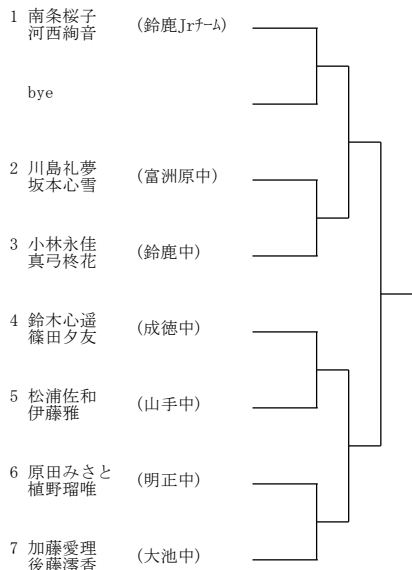 1 南条桜子
河西絢音
(鈴鹿Jrチーム)
bye
2 川島礼夢
坂本心雪
(富洲原中)
3 小林永佳
真弓柊花
(鈴鹿中)
4 鈴木心遥
篠田夕友
(成徳中)
5 松浦佐和
伊藤雅
(山手中)
6 原田みさと
植野瑠唯
(明正中)
7 加藤愛理
後藤澪香
(大池中)